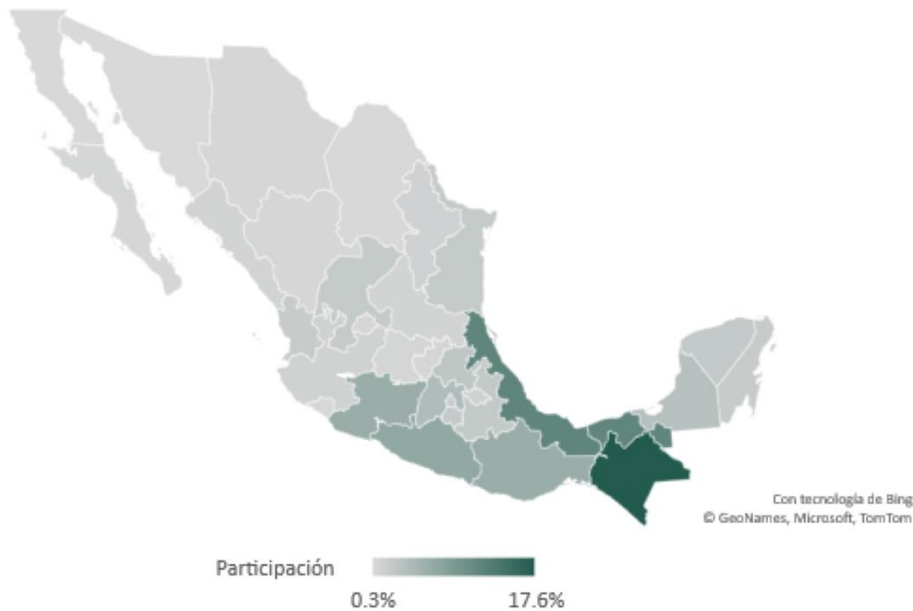 Con tecnología de Bing
© GeoNames, Microsoft, TomTom
Participación
0.3%
17.6%